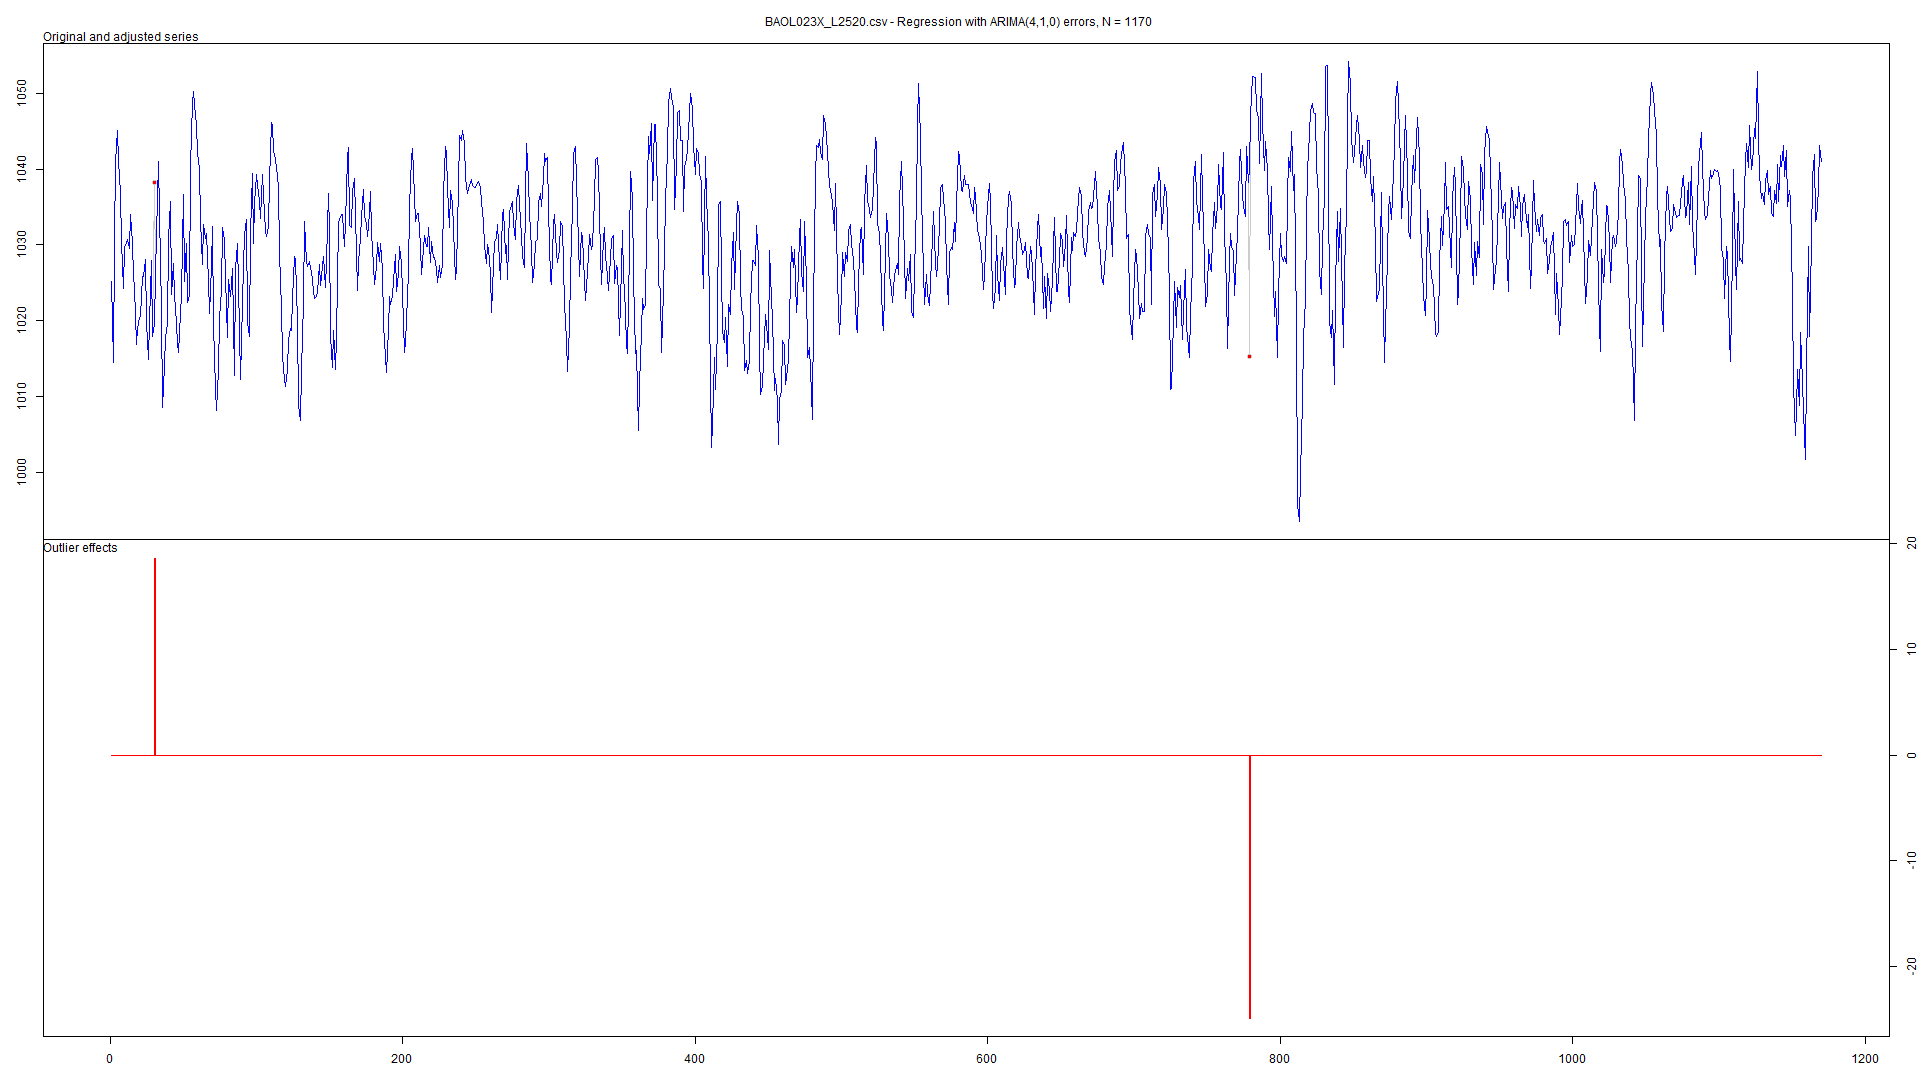 BAOL023X_L2520.csv - Regression with ARIMA(4,1,0) errors, N = 1170
Original and adjusted series
1050
1040
1030
1020
1010
1000
Outlier effects
20
10
0
-10
-20
0 200 400 600 800 1000 1200